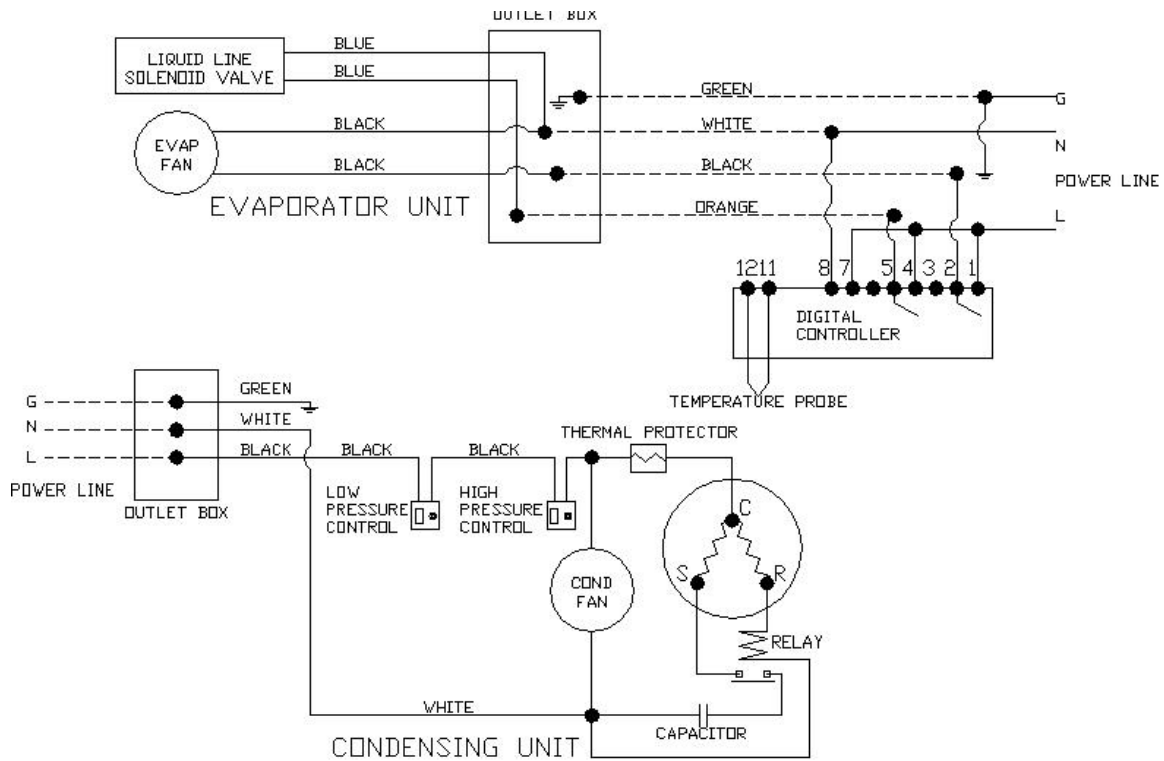 OUTLET BOX
LIQUID LINE
SOLENOID VALVE
BLUE
BLUE
EVAP
FAN
BLACK
BLACK
EVAPORATOR UNIT
GREEN
WHITE
BLACK
ORANGE
G
N
POWER LINE
L
12 11 8 7 5 4 3 2 1
DIGITAL
CONTROLLER
TEMPERATURE PROBE
G
N
L
POWER LINE
OUTLET BOX
GREEN
WHITE
BLACK
BLACK
BLACK
LOW
PRESSURE
CONTROL
HIGH
PRESSURE
CONTROL
THERMAL PROTECTOR
C
S
R
COND
FAN
RELAY
WHITE
CAPACITOR
CONDENSING UNIT